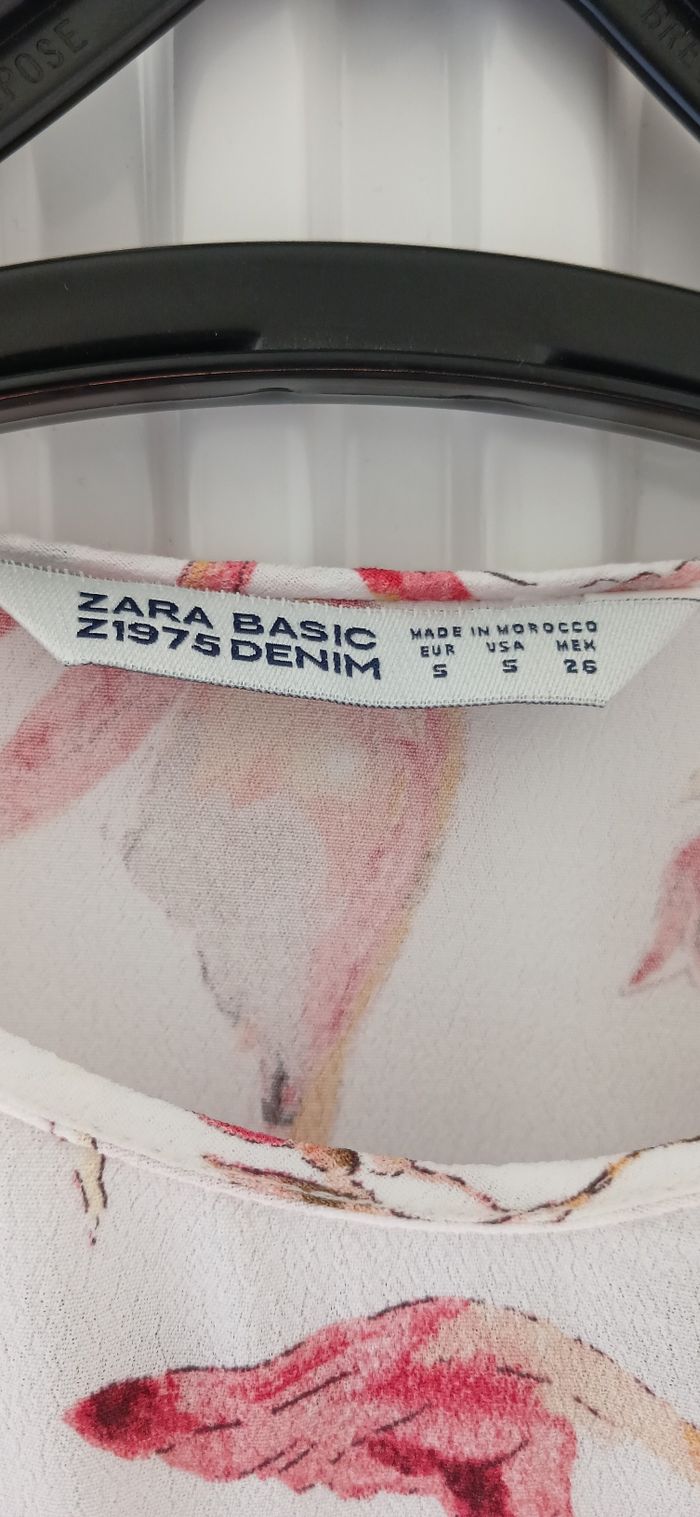 ZARA BASIC
Z1975 DENIM
MADE IN MOROCCO
EUR USA MEX
S S 26